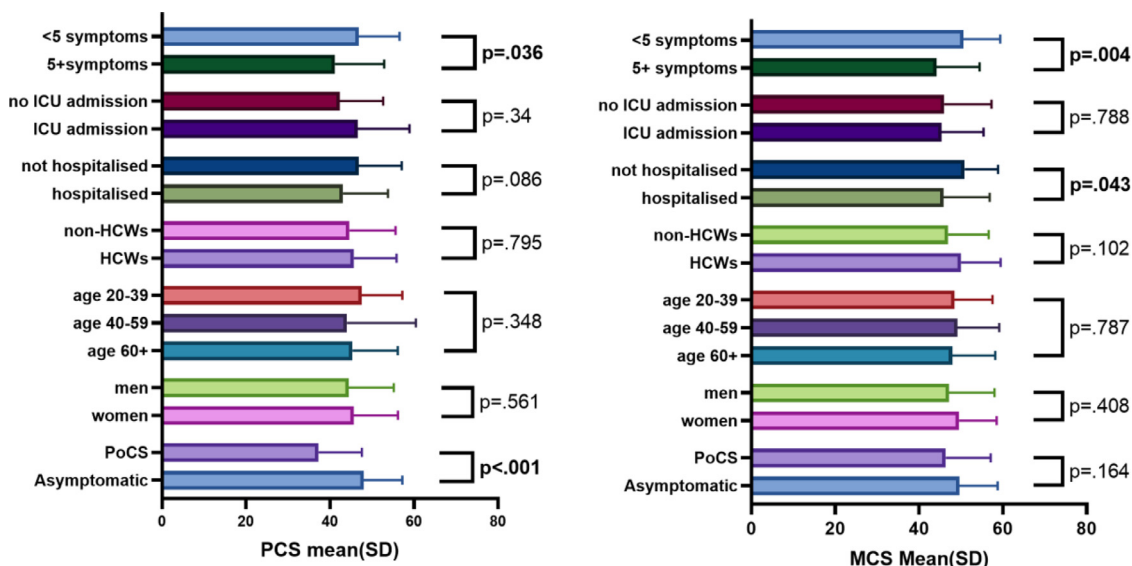 <5 symptoms
5+symptoms
p=.036
no ICU admission
ICU admission
p=.34
not hospitalised
hospitalised
p=.086
non-HCWs
HCWs
p=.795
age 20-39
age 40-59
age 60+
p=.348
men
women
p=.561
PoCS
Asymptomatic
p<.001
0 20 40 60 80
PCS mean(SD)
<5 symptoms
5+ symptoms
p=.004
no ICU admission
ICU admission
p=.788
not hospitalised
hospitalised
p=.043
non-HCWs
HCWs
p=.102
age 20-39
age 40-59
age 60+
p=.787
men
women
p=.408
PoCS
Asymptomatic
p=.164
0 20 40 60 80
MCS Mean(SD)